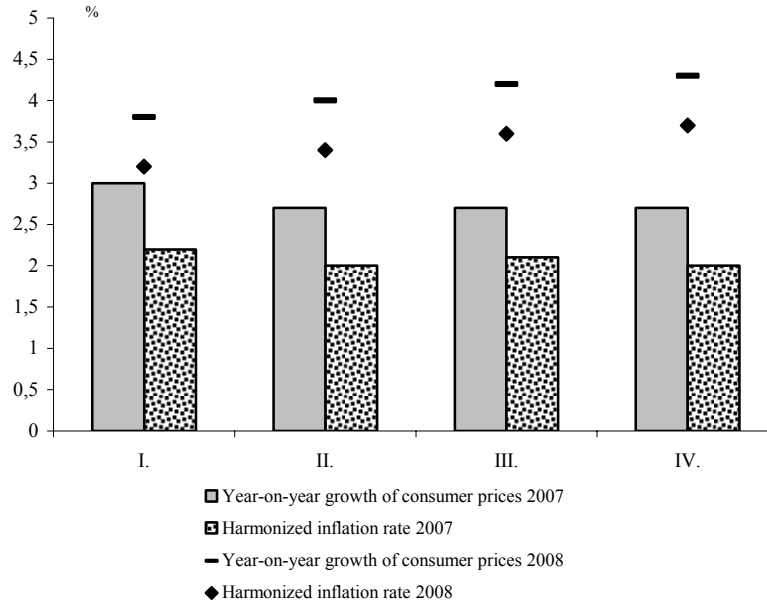 %
5
4,5
4
3,5
3
2,5
2
1,5
1
0,5
0
I. II. III. IV.
Year-on-year growth of consumer prices 2007
Harmonized inflation rate 2007
Year-on-year growth of consumer prices 2008
Harmonized inflation rate 2008